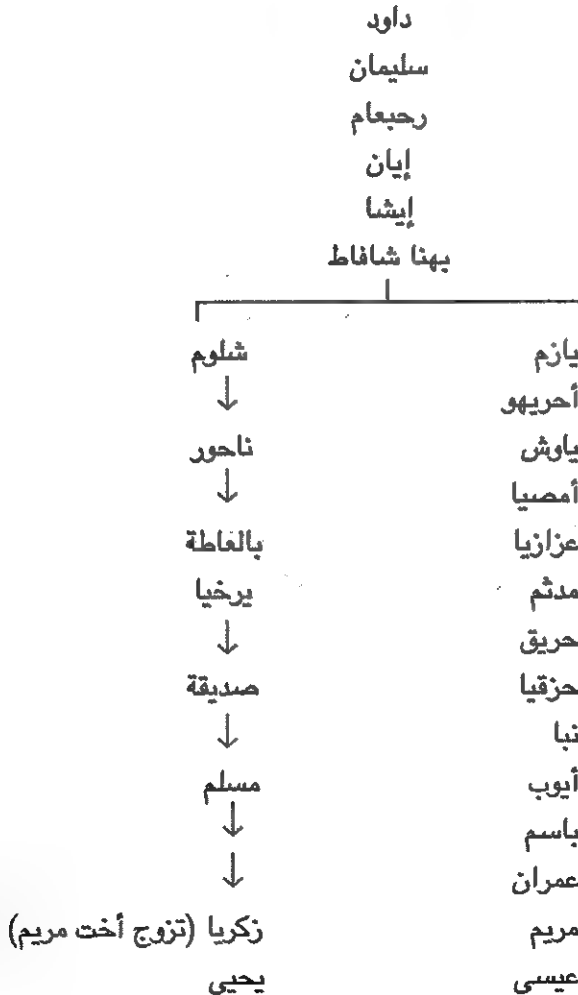 داود
سليمان
رحبعام
إيان
إيشا
بهنا شافاط
يازم
أحريهو
ياوش
أمصيا
عزازيا
مدثم
حريق
حزقيا
نبا
أيوب
باسم
عمران
مريم
عيسى
شلوم
ناحور
بالغاطة
يرخيا
صديقة
مسلم
زكريا (تزوج أخت مريم)
يحيى